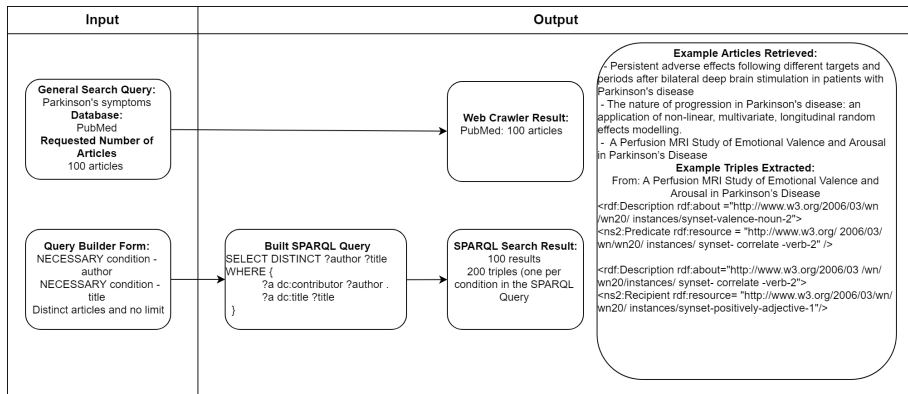 Input
Output
General Search Query:
Parkinson's symptoms
Database:
PubMed
Requested Number of
Articles
100 articles
Web Crawler Result:
PubMed: 100 articles
Example Articles Retrieved:
- Persistent adverse effects following different targets and
periods after bilateral deep brain stimulation in patients with
Parkinson's disease
- The nature of progression in Parkinson's disease: an
application of non-linear, multivariate, longitudinal random
effects modelling.
- A Perfusion MRI Study of Emotional Valence and Arousal
in Parkinson's Disease
Example Triples Extracted:
From: A Perfusion MRI Study of Emotional Valence and
Arousal in Parkinson's Disease
<rdf:Description rdf:about ="http://www.w3.org/2006/03/wn
/wn20/ instances/synset-valence-noun-2">
<ns2:Predicate rdf:resource = "http://www.w3.org/ 2006/03/
wn/wn20/ instances/ synset- correlate -verb-2" />
<rdf:Description rdf:about="http://www.w3.org/2006/03 /wn/
wn20/instances/ synset- correlate -verb-2">
<ns2:Recipient rdf:resource= "http://www.w3.org/2006/03/wn/
wn20/ instances/synset-positively-adjective-1"/>
Query Builder Form:
NECESSARY condition -
author
NECESSARY condition -
title
Distinct articles and no limit
Built SPARQL Query
SELECT DISTINCT ?author ?title
WHERE {
?a dc:contributor ?author .
?a dc:title ?title
}
SPARQL Search Result:
100 results
200 triples (one per
condition in the SPARQL
Query